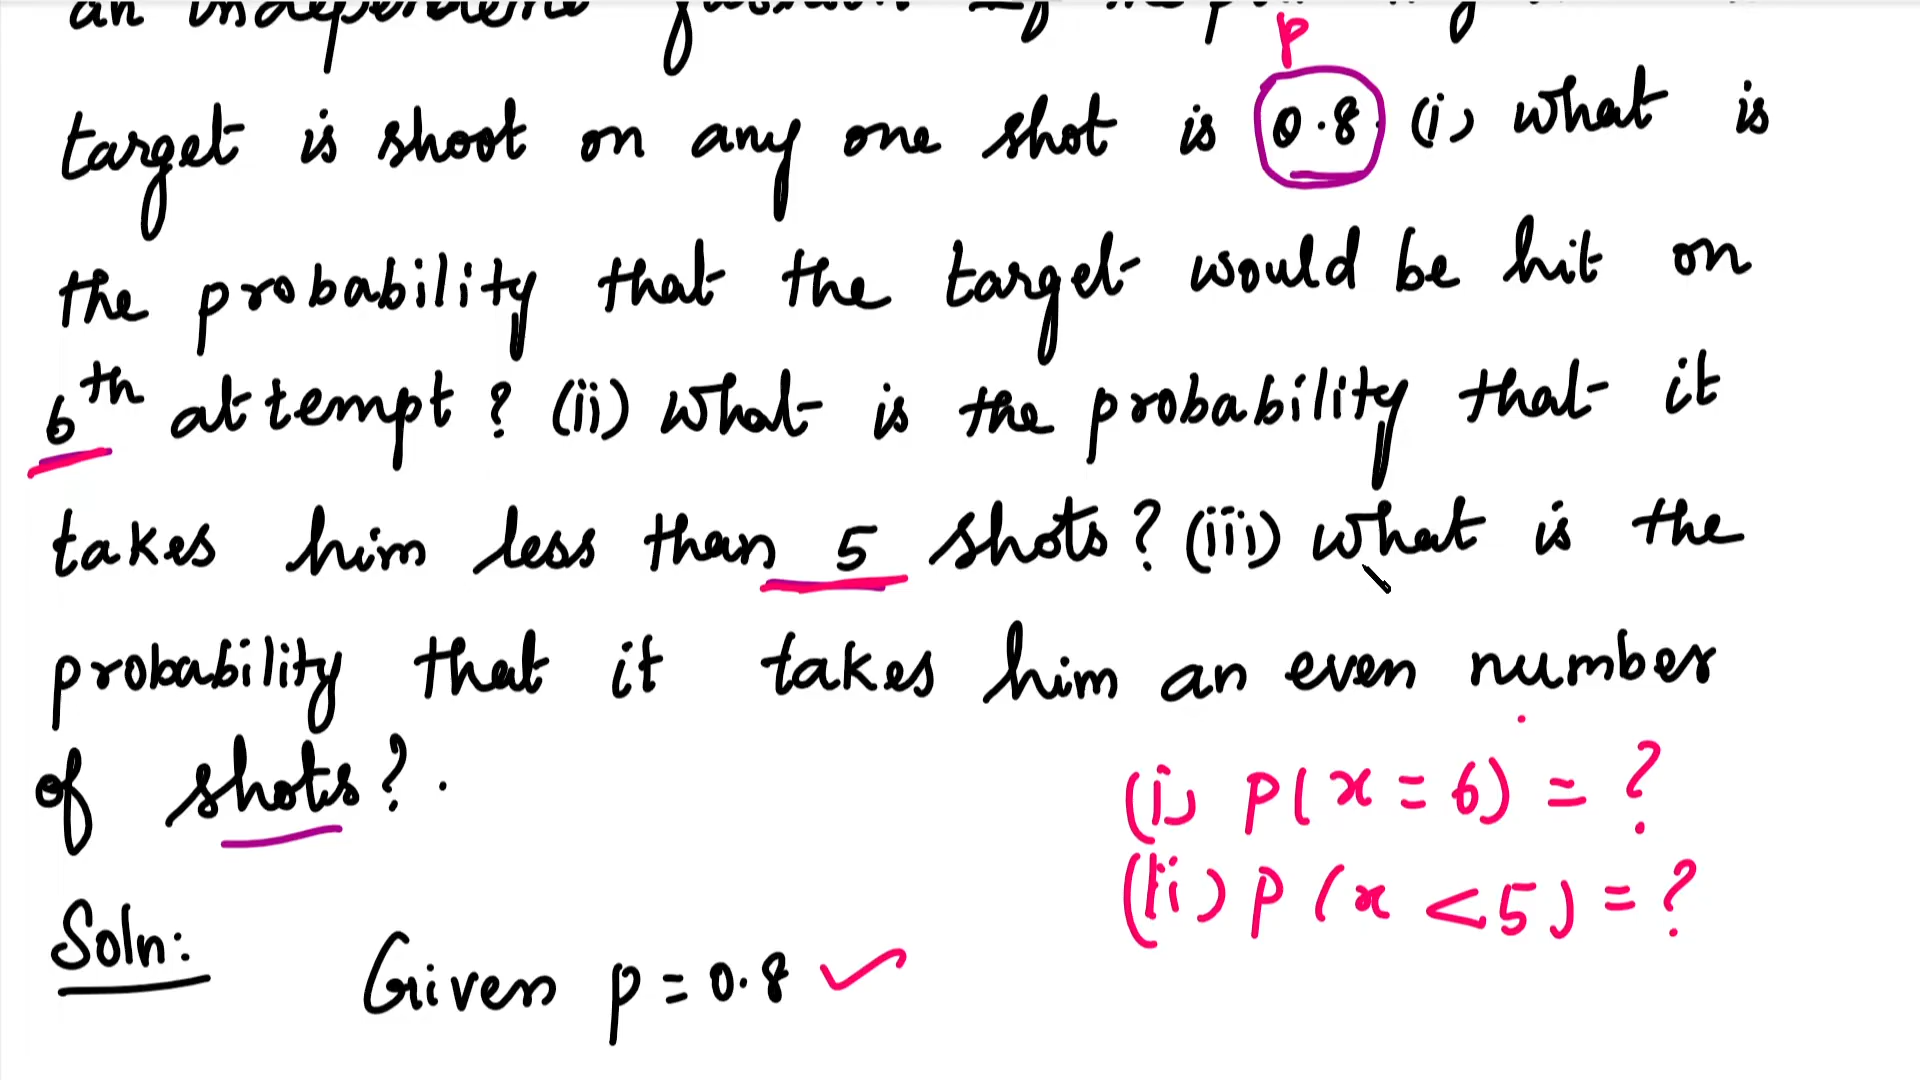 an independent
p
target is shoot on any one shot is 0.8. (i) what is
the probability that the target would be hit on
6th attempt? (ii) what is the probability that it
takes him less than 5 shots? (iii) what is the
probability that it takes him an even number
of shots?.
(i) P(x = 6) = ?
(ii) P(x < 5) = ?
Soln:
Given p = 0.8 ✓